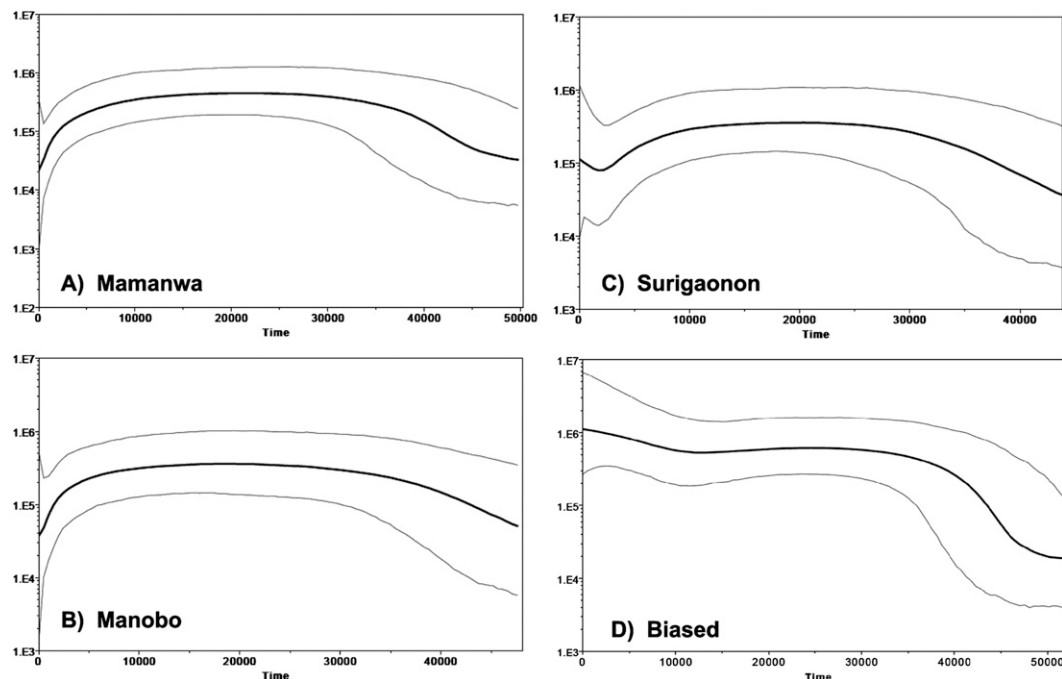 1.E7
1.E6
1.E5
1.E4
1.E3
1.E2
A) Mamanwa
0 10000 20000 30000 40000 50000
Time
1.E7
1.E6
1.E5
1.E4
1.E3
B) Manobo
0 10000 20000 30000 40000
Time
1.E7
1.E6
1.E5
1.E4
1.E3
C) Surigaonon
0 10000 20000 30000 40000
Time
1.E7
1.E6
1.E5
1.E4
1.E3
D) Biased
0 10000 20000 30000 40000 50000
Time